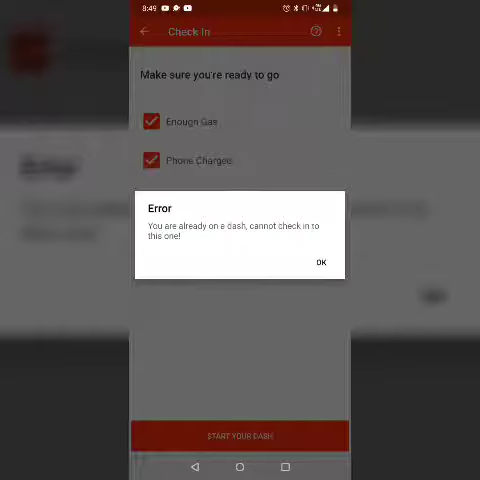 8:49
Check In
Make sure you're ready to go
Enough Gas
Phone Charged
Error
You are already on a dash, cannot check in to
this one!
OK
START YOUR DASH